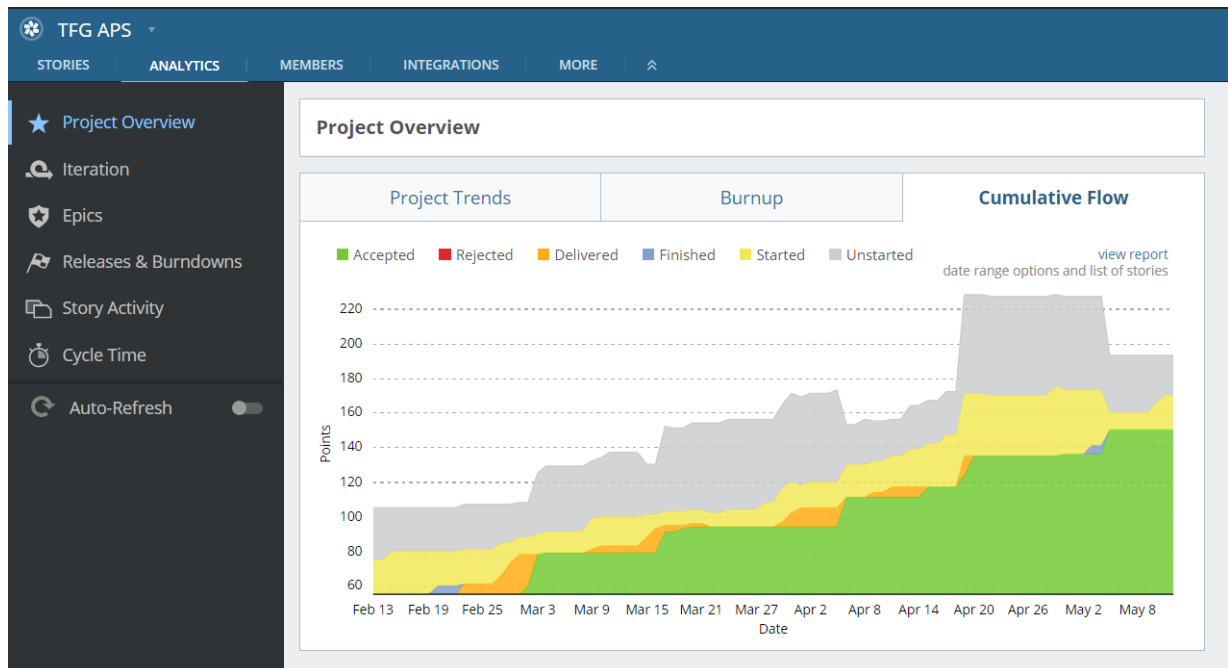 TFG APS
STORIES ANALYTICS MEMBERS INTEGRATIONS MORE
Project Overview
Iteration
Epics
Releases & Burndowns
Story Activity
Cycle Time
Auto-Refresh
Project Overview
Project Trends Burnup Cumulative Flow
Accepted Rejected Delivered Finished Started Unstarted
view report
date range options and list of stories
220
200
180
160
140
120
100
80
60
Points
Feb 13 Feb 19 Feb 25 Mar 3 Mar 9 Mar 15 Mar 21 Mar 27 Apr 2 Apr 8 Apr 14 Apr 20 Apr 26 May 2 May 8
Date